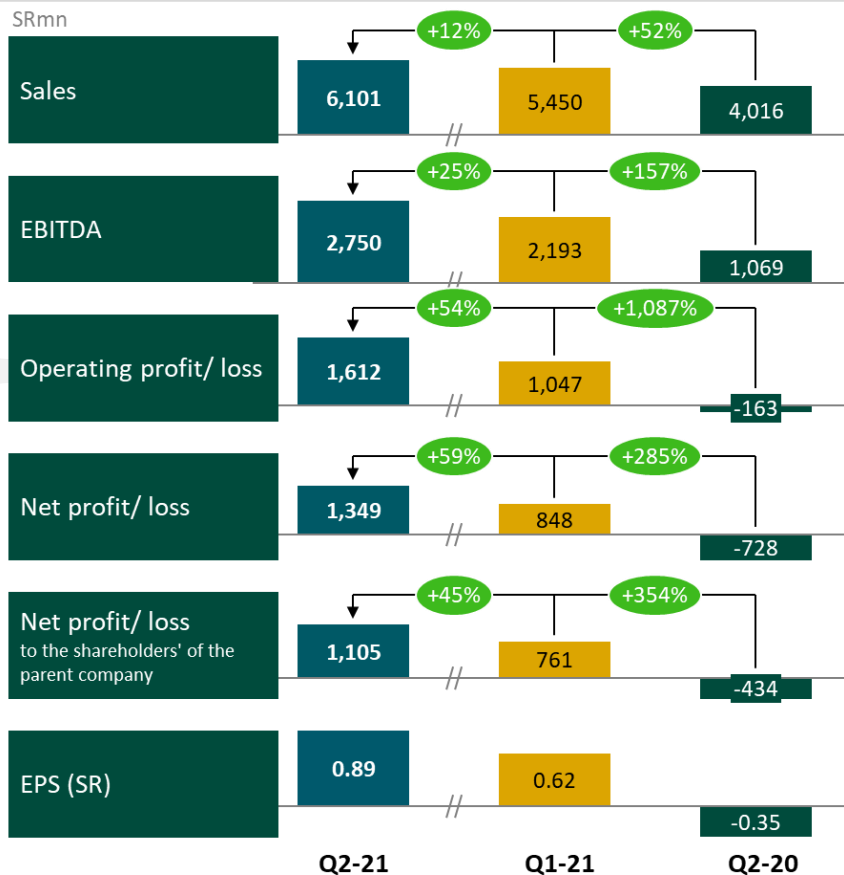 SRmn
+12%
+52%
Sales
6,101
5,450
4,016
+25%
+157%
EBITDA
2,750
2,193
1,069
+54%
+1,087%
Operating profit/ loss
1,612
1,047
-163
+59%
+285%
Net profit/ loss
1,349
848
-728
+45%
+354%
Net profit/ loss
to the shareholders' of the
parent company
1,105
761
-434
EPS (SR)
0.89
0.62
-0.35
Q2-21
Q1-21
Q2-20